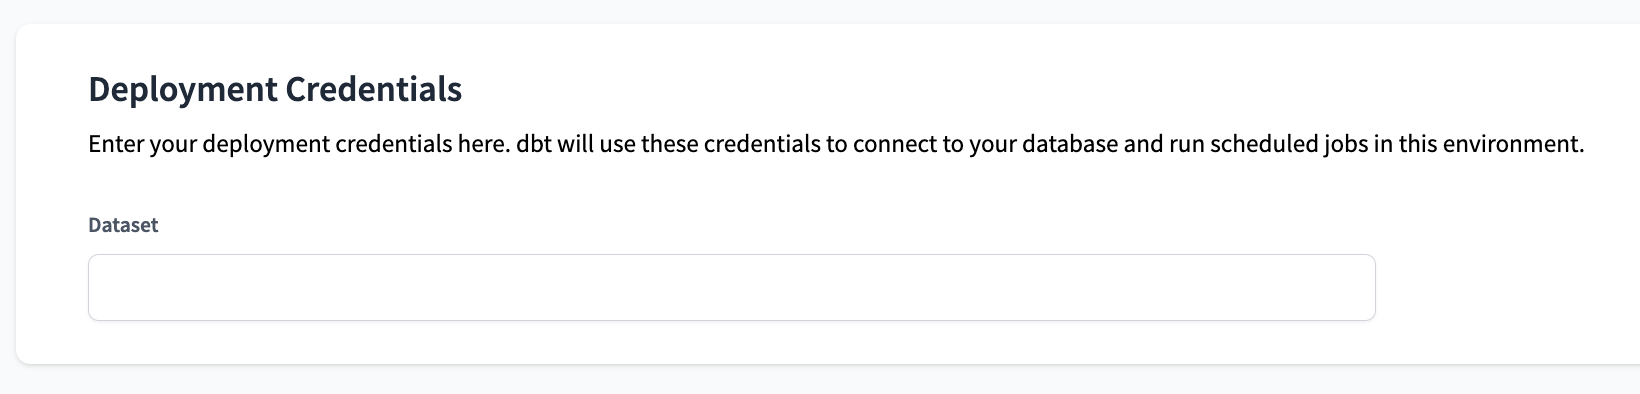 Deployment Credentials
Enter your deployment credentials here. dbt will use these credentials to connect to your database and run scheduled jobs in this environment.
Dataset